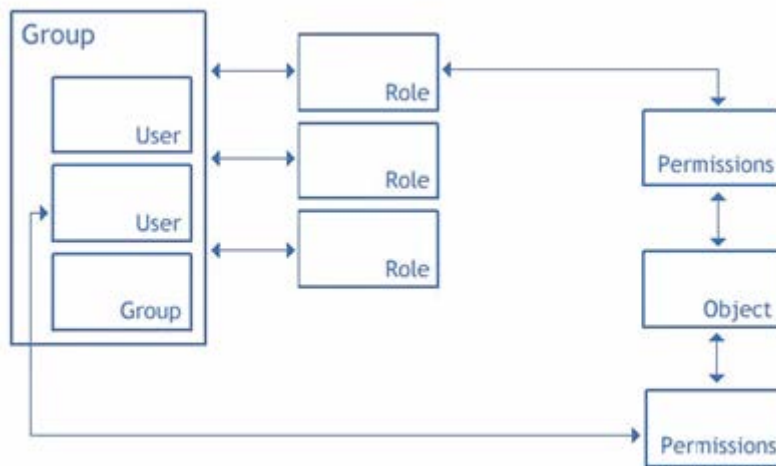 Group
User
User
Group
Role
Role
Role
Permissions
Object
Permissions